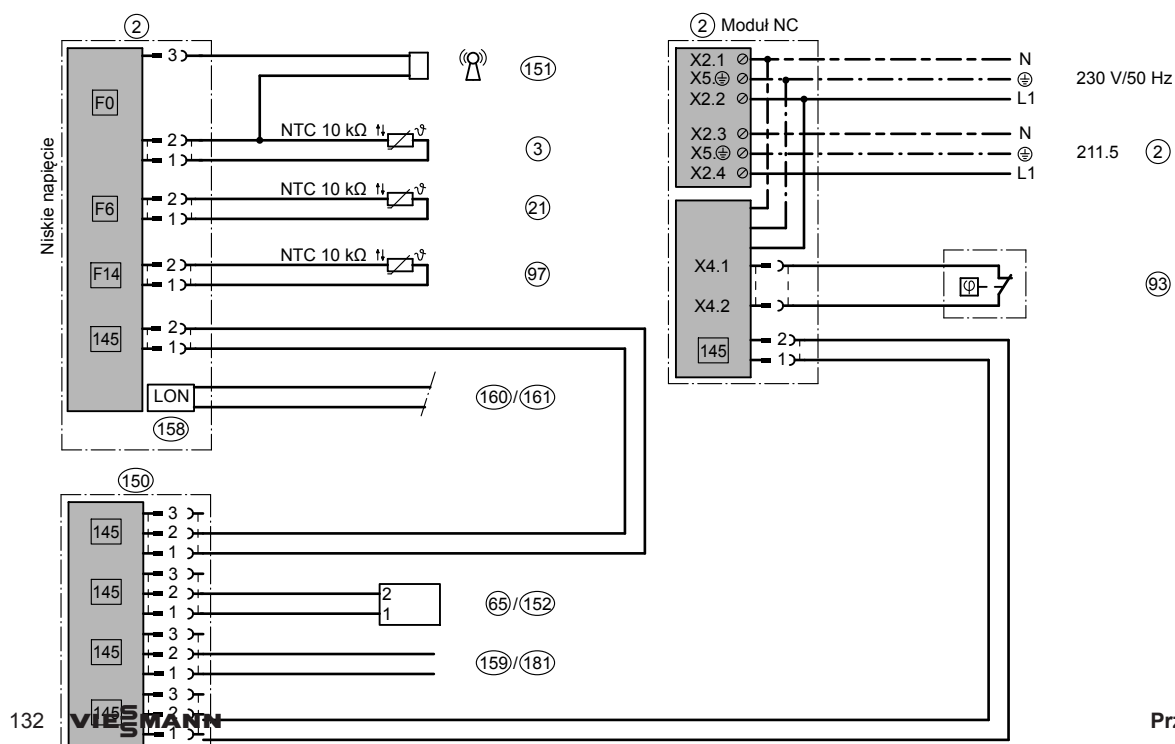 2
Niskie napięcie
3
F0
151
2
NTC 10 kΩ ϑ
1
3
F6
2
NTC 10 kΩ ϑ
1
21
F14
2
NTC 10 kΩ ϑ
1
97
145
2
1
LON
158
160/161
150
145
3
2
1
145
3
2
1
2
1
65/152
145
3
2
1
159/181
145
3
2
1
2 Moduł NC
X2.1
N
X5.
230 V/50 Hz
X2.2
L1
X2.3
N
X5.
211.5 2
X2.4
L1
X4.1
φ
93
X4.2
145
2
1
132
VIESSMANN
Prz